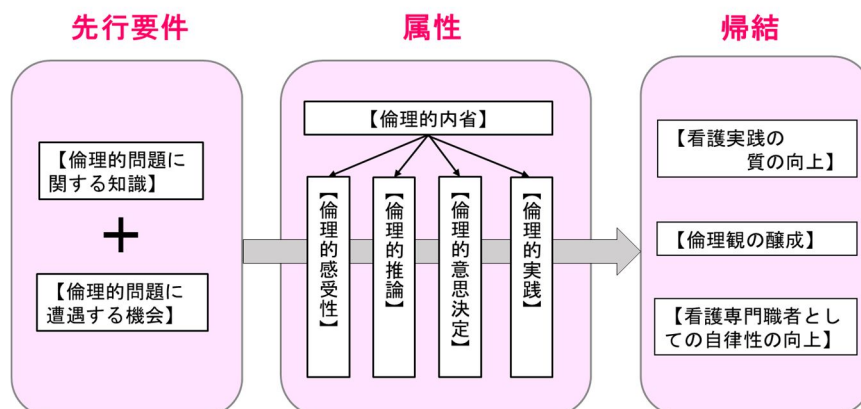 先行要件
【倫理的問題に
関する知識】
＋
【倫理的問題に
遭遇する機会】
属性
【倫理的内省】
【倫理的感受性】
【倫理的推論】
【倫理的意思決定】
【倫理的実践】
帰結
【看護実践の
質の向上】
【倫理観の醸成】
【看護専門職者とし
ての自律性の向上】